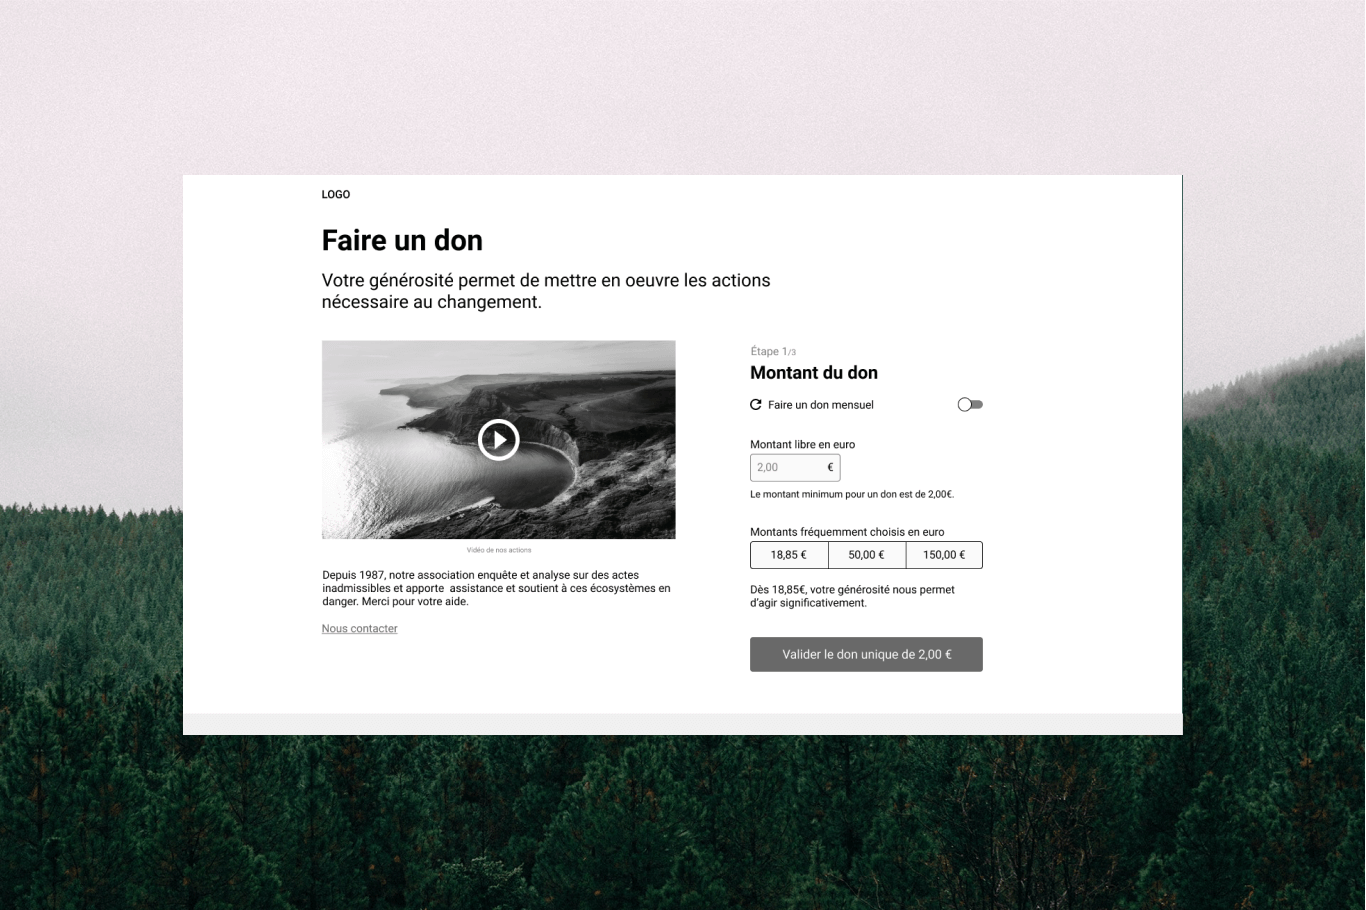 LOGO
Faire un don
Votre générosité permet de mettre en oeuvre les actions
nécessaire au changement.
Vidéo de nos actions
Depuis 1987, notre association enquête et analyse sur des actes
inadmissibles et apporte  assistance et soutient à ces écosystèmes en
danger. Merci pour votre aide.
Nous contacter
Étape 1/3
Montant du don
Faire un don mensuel
Montant libre en euro
2,00 €
Le montant minimum pour un don est de 2,00€.
Montants fréquemment choisis en euro
18,85 € 50,00 € 150,00 €
Dès 18,85€, votre générosité nous permet
d'agir significativement.
Valider le don unique de 2,00 €